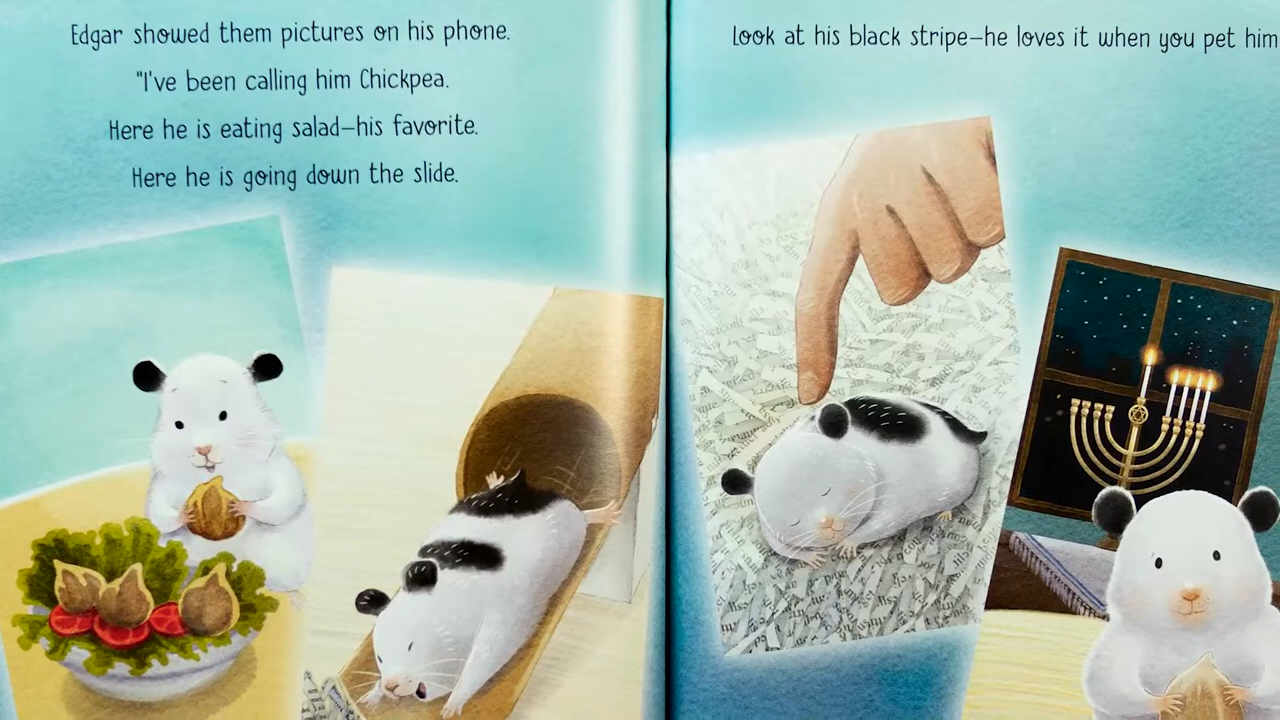 Edgar showed them pictures on his phone.
"I've been calling him Chickpea.
Here he is eating salad—his favorite.
Here he is going down the slide.
Look at his black stripe—he loves it when you pet him